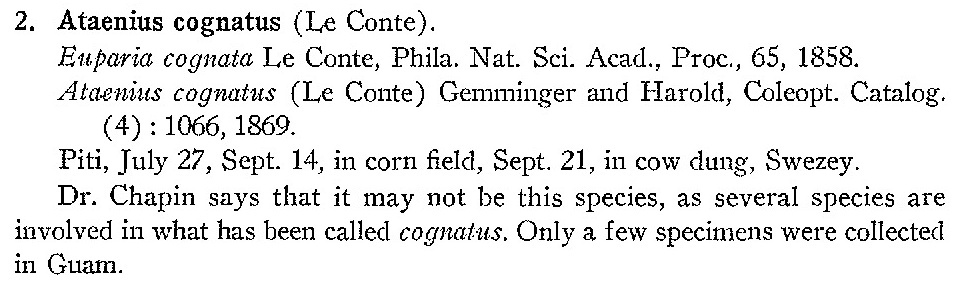 2. Ataenius cognatus (Le Conte).
Euparia cognata Le Conte, Phila. Nat. Sci. Acad., Proc., 65, 1858.
Ataenius cognatus (Le Conte) Gemminger and Harold, Coleopt. Catalog.
(4) : 1066, 1869.
Piti, July 27, Sept. 14, in corn field, Sept. 21, in cow dung, Swezey.
Dr. Chapin says that it may not be this species, as several species are
involved in what has been called cognatus. Only a few specimens were collected
in Guam.